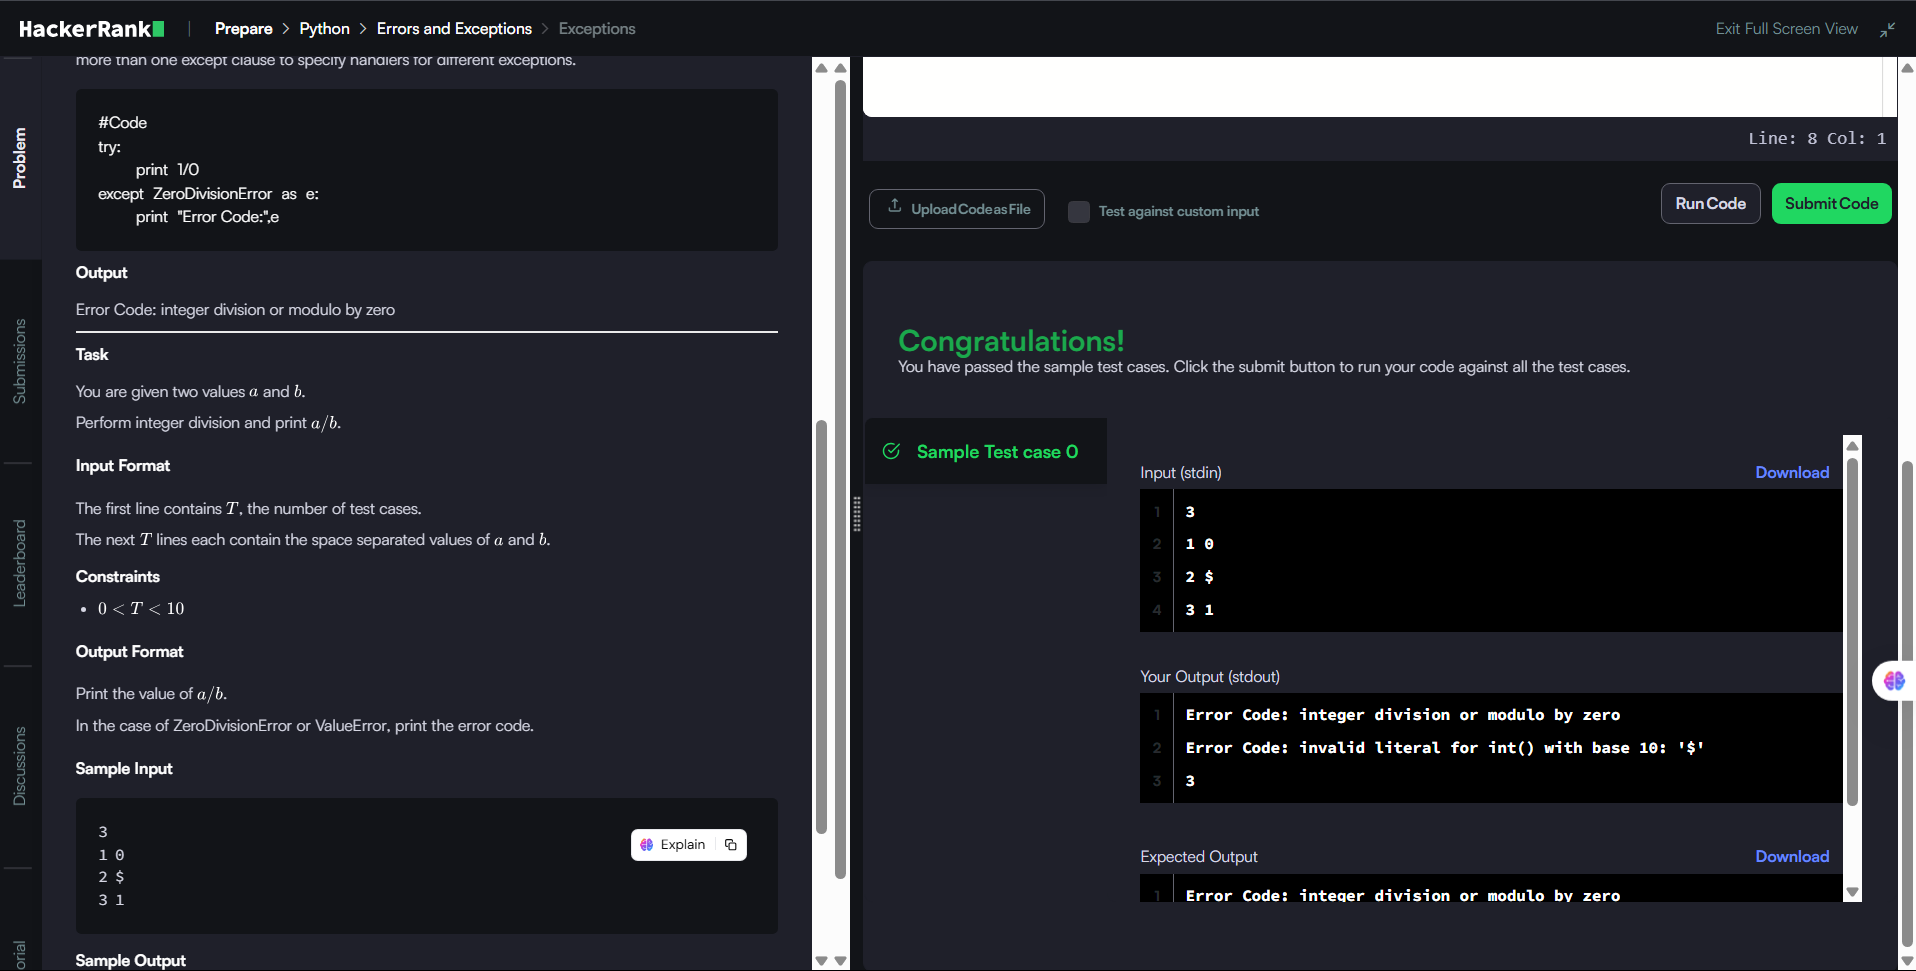 HackerRank
Prepare > Python > Errors and Exceptions > Exceptions
Exit Full Screen View
Problem
Submissions
Leaderboard
Discussions
orial
more than one except clause to specify handlers for different exceptions.
#Code
try:
print 1/0
except ZeroDivisionError as e:
print "Error Code:",e
Output
Error Code: integer division or modulo by zero
Task
You are given two values a and b.
Perform integer division and print a/b.
Input Format
The first line contains T, the number of test cases.
The next T lines each contain the space separated values of a and b.
Constraints
• 0 < T < 10
Output Format
Print the value of a/b.
In the case of ZeroDivisionError or ValueError, print the error code.
Sample Input
3
1 0
2 $
3 1
Explain
Sample Output
Line: 8 Col: 1
Upload Code as File
Test against custom input
Run Code
Submit Code
Congratulations!
You have passed the sample test cases. Click the submit button to run your code against all the test cases.
Sample Test case 0
Input (stdin)
Download
1 3
2 1 0
3 2 $
4 3 1
Your Output (stdout)
1 Error Code: integer division or modulo by zero
2 Error Code: invalid literal for int() with base 10: '$'
3 3
Expected Output
Download
1 Error Code: integer division or modulo by zero